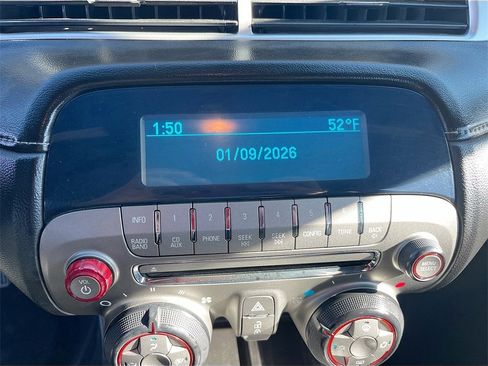 1:50 52°F
01/09/2026
INFO 1 2 3 4 5 6 BACK
RADIO BAND CD AUX PHONE SEEK SEEK CONFIG TONE
VOL
MENU SELECT